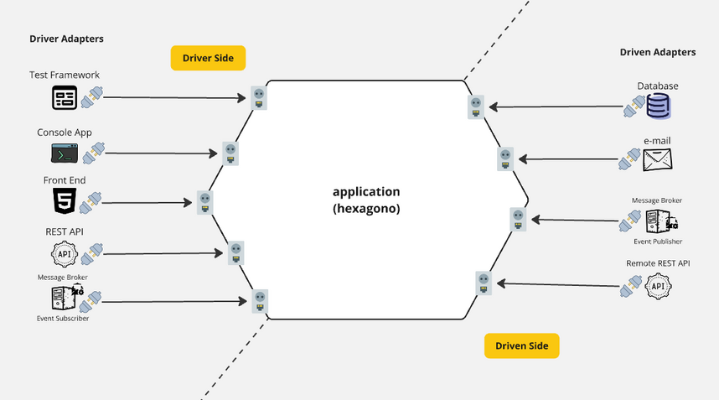 Driver Adapters
Driver Side
Test Framework
Console App
Front End
REST API
API
Message Broker
Event Subscriber
application
(hexagono)
Driven Adapters
Database
e-mail
Message Broker
Event Publisher
Remote REST API
API
Driven Side